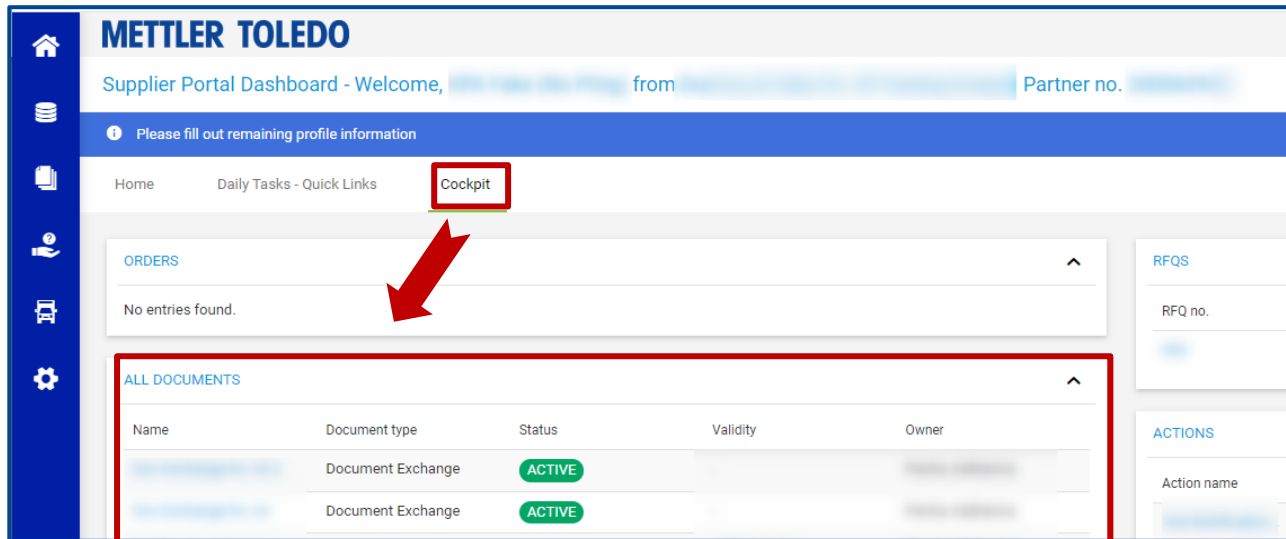 METTLER TOLEDO
Supplier Portal Dashboard - Welcome, from Partner no.
Please fill out remaining profile information
Home Daily Tasks - Quick Links Cockpit
ORDERS
No entries found.
ALL DOCUMENTS
Name Document type Status Validity Owner
Document Exchange ACTIVE
Document Exchange ACTIVE
RFQS
RFQ no.
ACTIONS
Action name